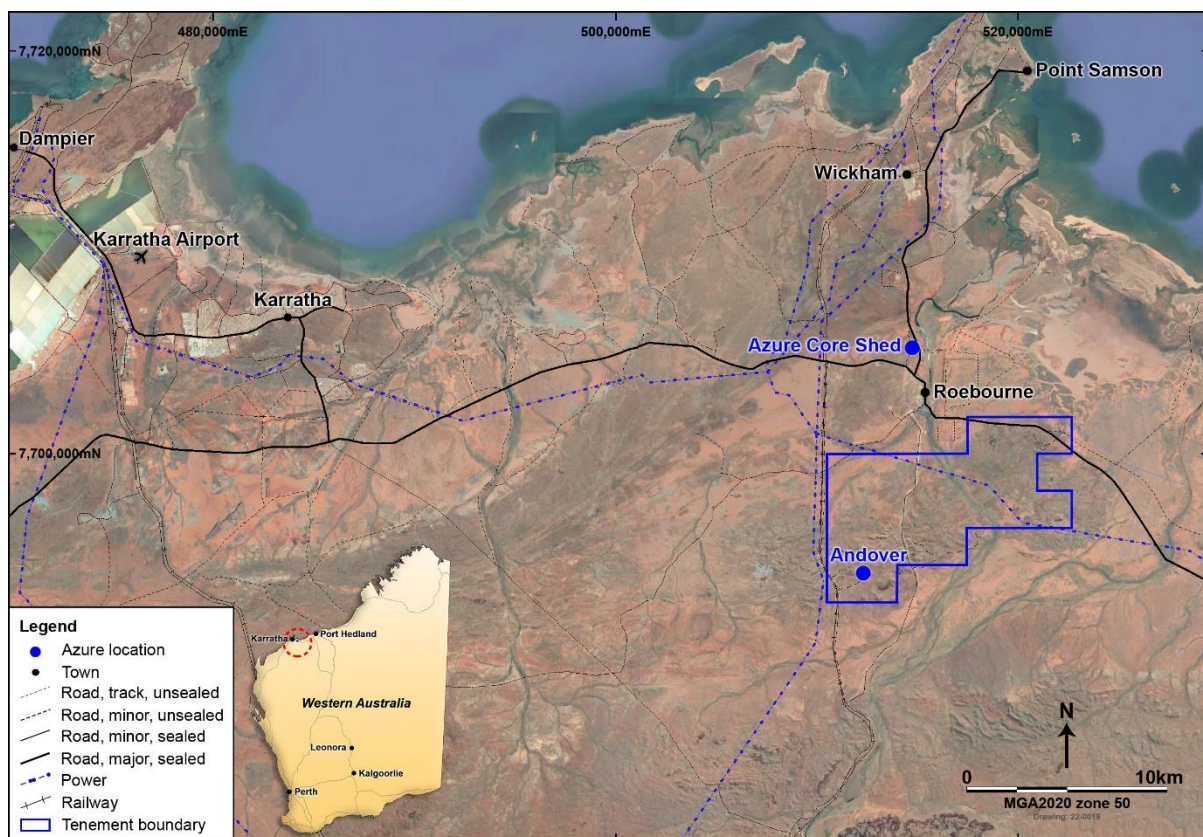 480,000mE
500,000mE
520,000mE
7,720,000mN
Point Samson
Dampier
Wickham
Karratha Airport
Karratha
Azure Core Shed
Roebourne
7,700,000mN
Andover
Legend
Azure location
Town
Road, track, unsealed
Road, minor, unsealed
Road, minor, sealed
Road, major, sealed
Power
Railway
Tenement boundary
Karratha
Port Hedland
Western Australia
Leonora
Kalgoorlie
Perth
N
0 10km
MGA2020 zone 50
Drawing: 22-0016